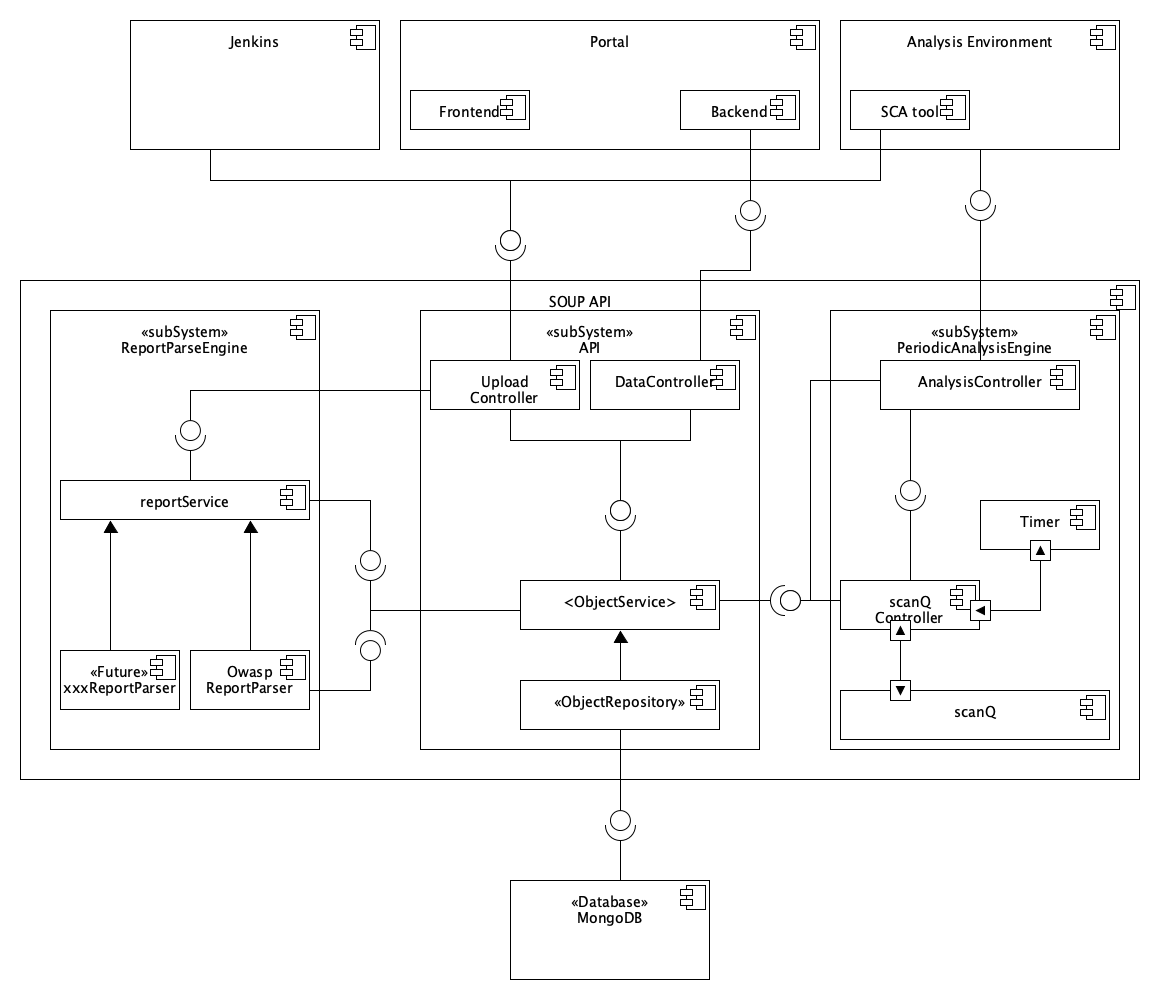 Jenkins
Portal
Analysis Environment
Frontend
Backend
SCA tool
SOUP API
«subSystem»
ReportParseEngine
«subSystem»
API
«subSystem»
PeriodicAnalysisEngine
Upload
Controller
DataController
AnalysisController
reportService
Timer
<ObjectService>
scanQ
Controller
«Future»
xxxReportParser
Owasp
ReportParser
«ObjectRepository»
scanQ
«Database»
MongoDB